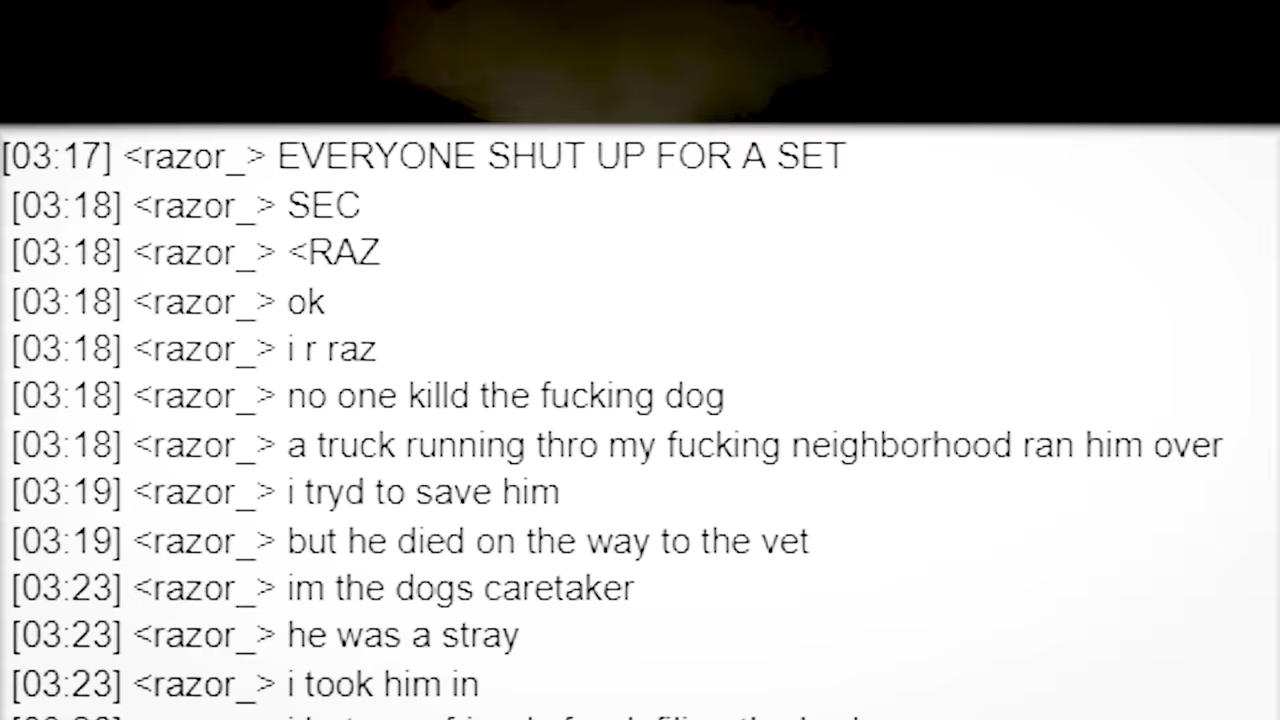 [03:17] <razor_> EVERYONE SHUT UP FOR A SET
[03:18] <razor_> SEC
[03:18] <razor_> <RAZ
[03:18] <razor_> ok
[03:18] <razor_> i r raz
[03:18] <razor_> no one killd the fucking dog
[03:18] <razor_> a truck running thro my fucking neighborhood ran him over
[03:19] <razor_> i tryd to save him
[03:19] <razor_> but he died on the way to the vet
[03:23] <razor_> im the dogs caretaker
[03:23] <razor_> he was a stray
[03:23] <razor_> i took him in